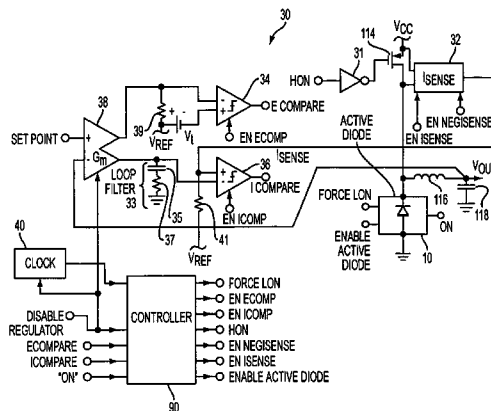 30
114
VCC
32
31
HON
ISENSE
34
38
39
VREF
Vt
E COMPARE
EN ECOMP
EN NEGISENSE
EN ISENSE
SET POINT
+
-
Gm
LOOP FILTER
33
35
37
ISENSE
36
I COMPARE
EN ICOMP
41
VREF
ACTIVE DIODE
VOUT
116
118
FORCE LON
ON
ENABLE ACTIVE DIODE
10
40
CLOCK
DISABLE REGULATOR
ECOMPARE
ICOMPARE
"ON"
CONTROLLER
90
FORCE LON
EN ECOMP
EN ICOMP
HON
EN NEGISENSE
EN ISENSE
ENABLE ACTIVE DIODE